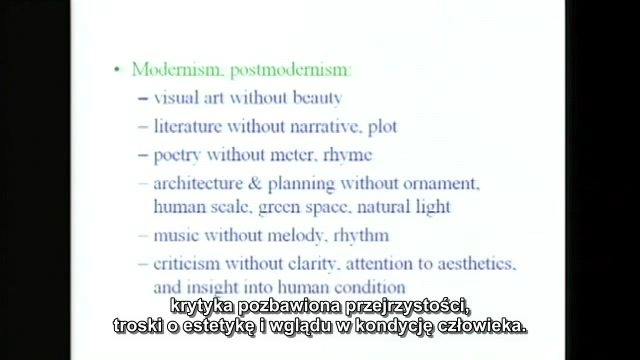 • Modernism, postmodernism:
– visual art without beauty
– literature without narrative, plot
– poetry without meter, rhyme
– architecture & planning without ornament,
human scale, green space, natural light
– music without melody, rhythm
– criticism without clarity, attention to aesthetics,
and insight into human condition
krytyka pozbawiona przejrzystości,
troski o estetykę i wglądu w kondycję człowieka.